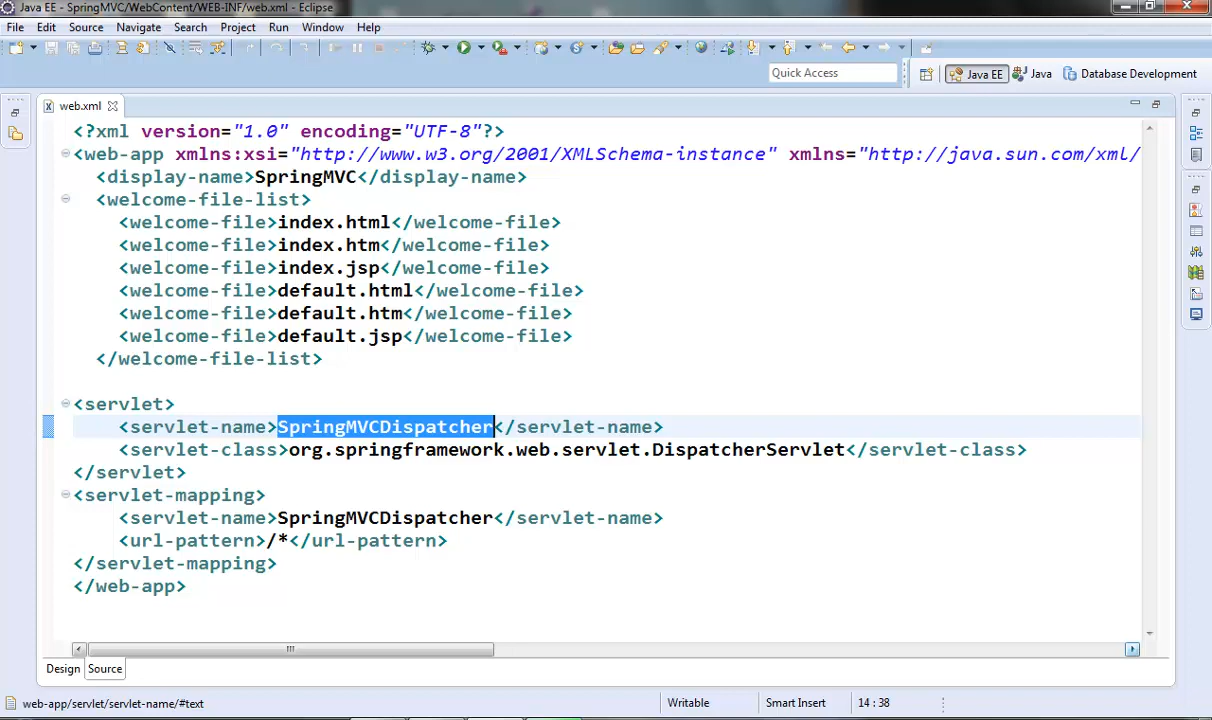 Java EE - SpringMVC/WebContent/WEB-INF/web.xml - Eclipse
File Edit Source Navigate Search Project Run Window Help
Quick Access
Java EE
Java
Database Development
web.xml
<?xml version="1.0" encoding="UTF-8"?>
<web-app xmlns:xsi="http://www.w3.org/2001/XMLSchema-instance" xmlns="http://java.sun.com/xml/
<display-name>SpringMVC</display-name>
<welcome-file-list>
<welcome-file>index.html</welcome-file>
<welcome-file>index.htm</welcome-file>
<welcome-file>index.jsp</welcome-file>
<welcome-file>default.html</welcome-file>
<welcome-file>default.htm</welcome-file>
<welcome-file>default.jsp</welcome-file>
</welcome-file-list>
<servlet>
<servlet-name>SpringMVCDispatcher</servlet-name>
<servlet-class>org.springframework.web.servlet.DispatcherServlet</servlet-class>
</servlet>
<servlet-mapping>
<servlet-name>SpringMVCDispatcher</servlet-name>
<url-pattern>/*</url-pattern>
</servlet-mapping>
</web-app>
Design Source
web-app/servlet/servlet-name/#text
Writable
Smart Insert
14 : 38